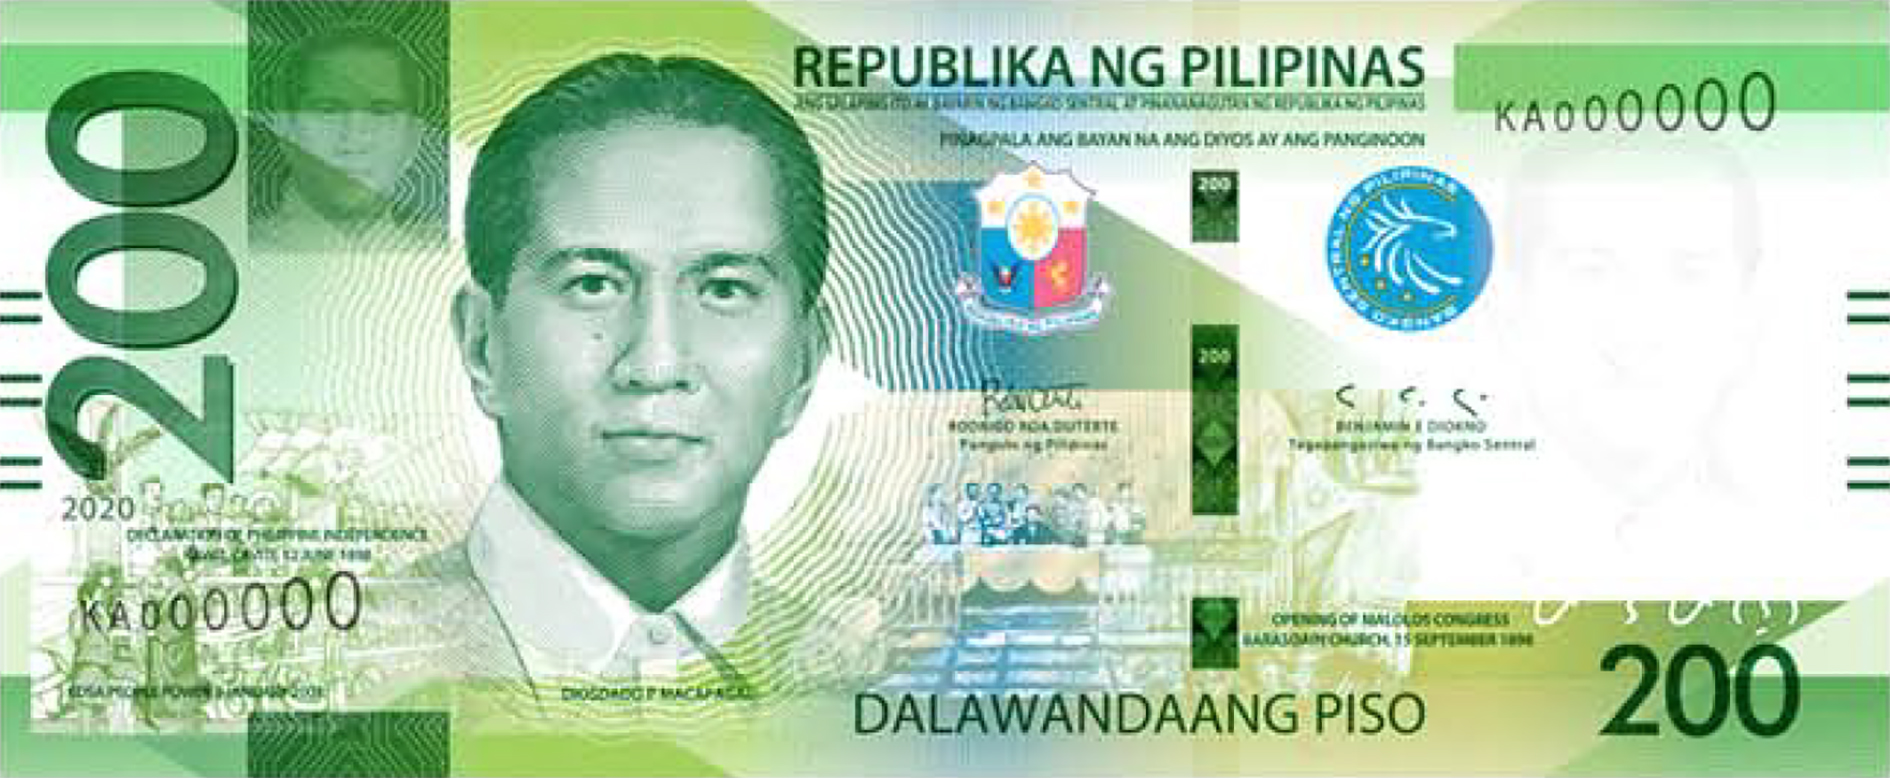 200
REPUBLIKA NG PILIPINAS
ANG SALAPING ITO AY BAYARIN NG BANGKO SENTRAL AT PINANANAGUTAN NG REPUBLIKA NG PILIPINAS
PINAGPALA ANG BAYAN NA ANG DIYOS AY ANG PANGINOON
KA000000
200
BANGKO SENTRAL NG PILIPINAS
200
RODRIGO ROA DUTERTE
Pangulo ng Pilipinas
BENJAMIN E DIOKNO
Tagapangasiwa ng Bangko Sentral
2020
DECLARATION OF PHILIPPINE INDEPENDENCE
KAWIT, CAVITE, 12 JUNE 1898
KA000000
EDSA PEOPLE POWER II JANUARY 2001
DIOSDADO P MACAPAGAL
OPENING OF MALOLOS CONGRESS
BARASOAIN CHURCH, 15 SEPTEMBER 1898
DALAWANDAANG PISO
200